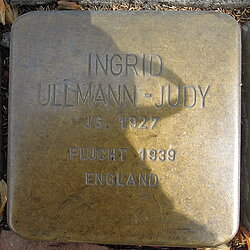 INGRID
ULLMANN-JUDY
JG. 1927
FLUCHT 1939
ENGLAND